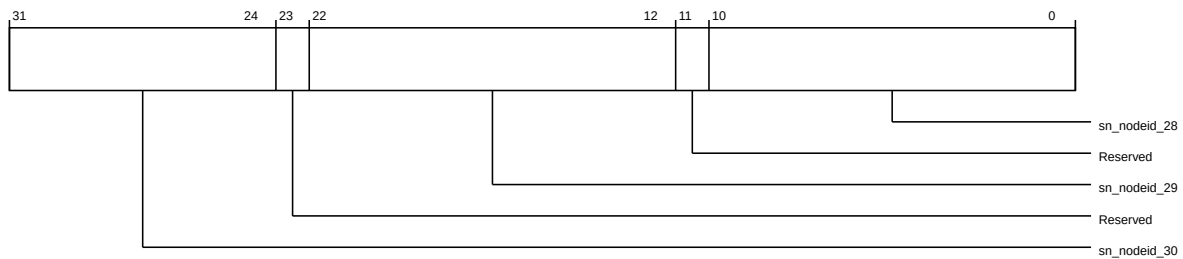 31 24 23 22 12 11 10 0
sn_nodeid_28
Reserved
sn_nodeid_29
Reserved
sn_nodeid_30